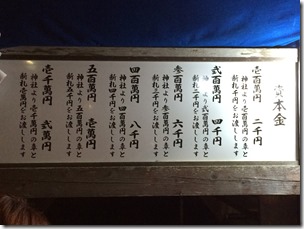 資本金
壱百萬円 二千円
神社より壱百萬円の束と
新札二千円をお渡しします
弐百萬円 四千円
神社より弐百萬円の束と
新札四千円をお渡しします
参百萬円 六千円
神社より参百萬円の束と
新札六千円をお渡しします
四百萬円 八千円
神社より四百萬円の束と
新札八千円をお渡しします
五百萬円 壱萬円
神社より五百萬円の束と
新札壱萬円をお渡しします
壱千萬円 弐萬円
神社より壱千萬円の束と
新札弐萬円をお渡しします